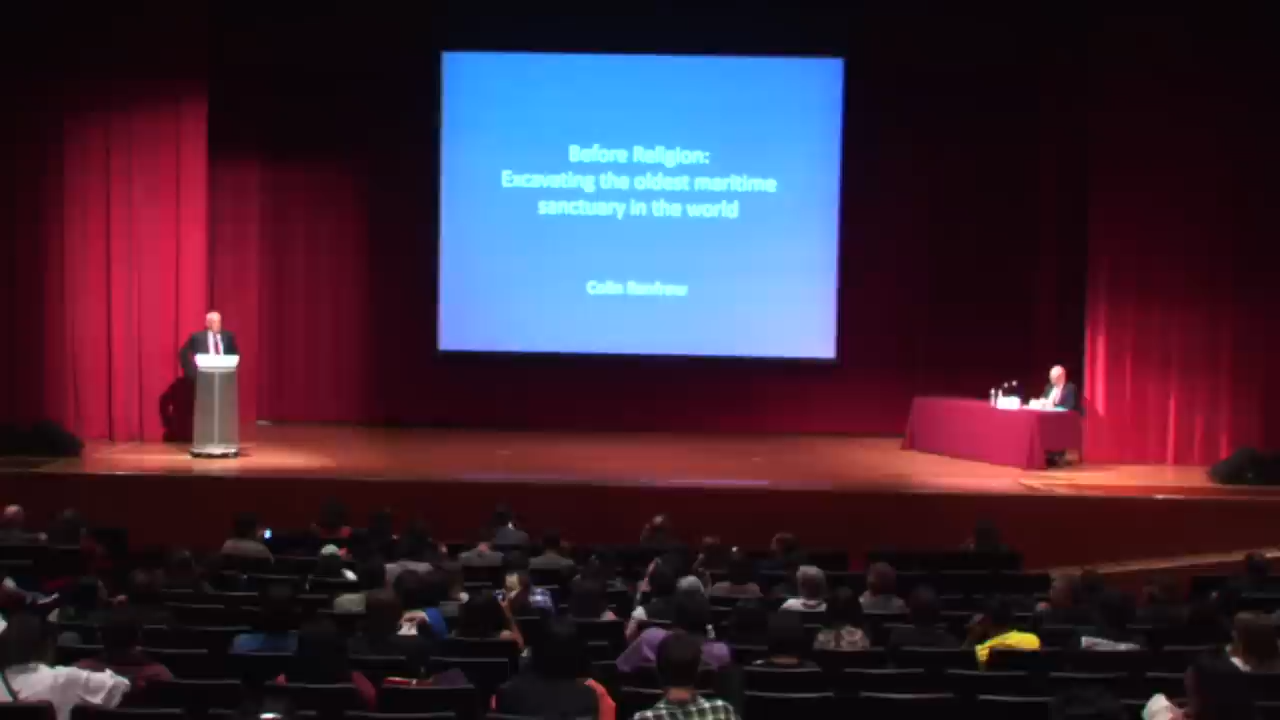 Before Religion:
Excavating the oldest maritime
sanctuary in the world
Colin Renfrew